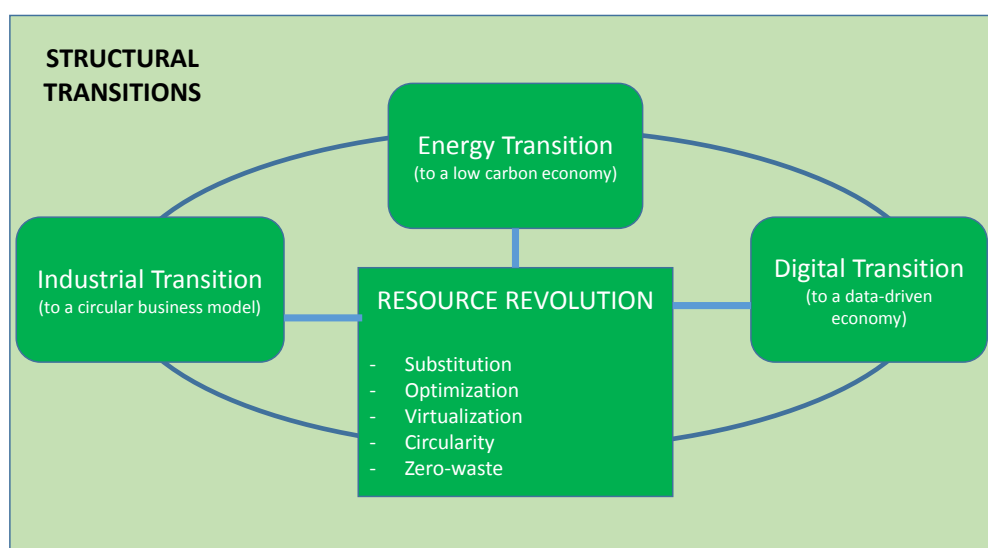 STRUCTURAL
TRANSITIONS
Energy Transition
(to a low carbon economy)
Industrial Transition
(to a circular business model)
Digital Transition
(to a data-driven
economy)
RESOURCE REVOLUTION
- Substitution
- Optimization
- Virtualization
- Circularity
- Zero-waste